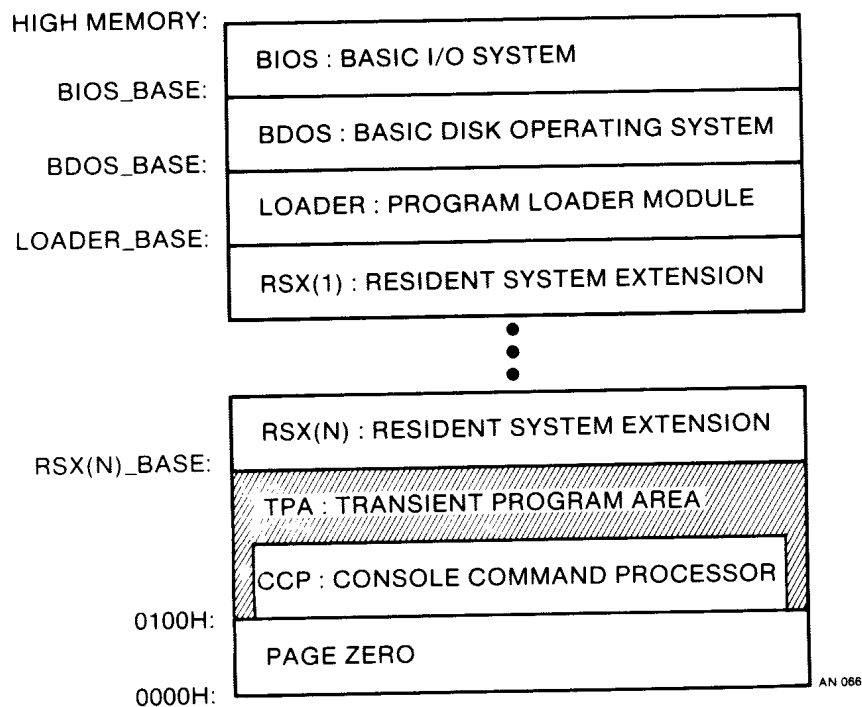 HIGH MEMORY:
BIOS : BASIC I/O SYSTEM
BIOS_BASE:
BDOS : BASIC DISK OPERATING SYSTEM
BDOS_BASE:
LOADER : PROGRAM LOADER MODULE
LOADER_BASE:
RSX(1) : RESIDENT SYSTEM EXTENSION
RSX(N) : RESIDENT SYSTEM EXTENSION
RSX(N)_BASE:
TPA : TRANSIENT PROGRAM AREA
CCP : CONSOLE COMMAND PROCESSOR
0100H:
PAGE ZERO
0000H:
AN 066